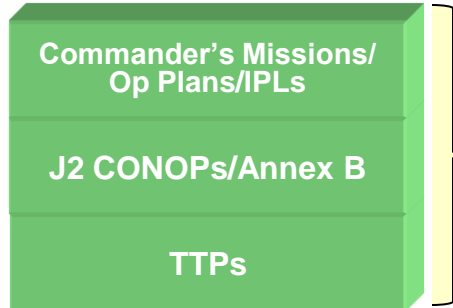 Commander’s Missions/
Op Plans/IPLs
J2 CONOPs/Annex B
TTPs